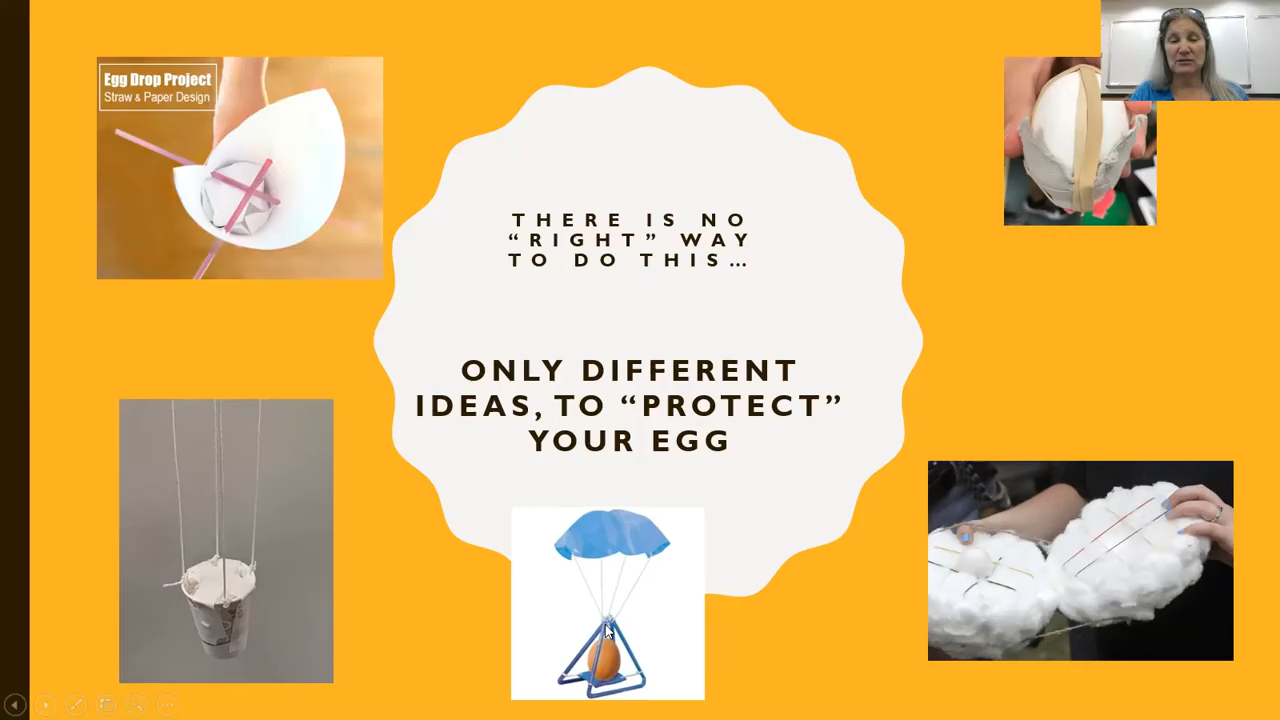 Egg Drop Project
Straw & Paper Design
THERE IS NO
“RIGHT” WAY
TO DO THIS…
ONLY DIFFERENT
IDEAS, TO “PROTECT”
YOUR EGG